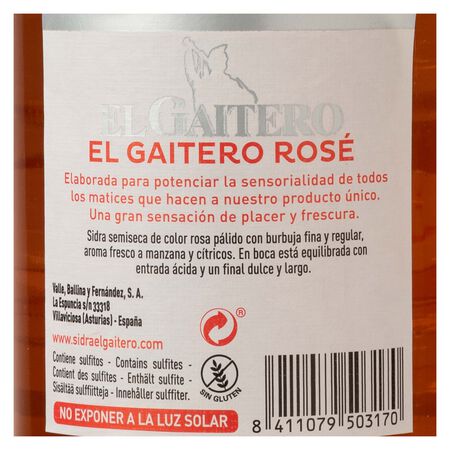 EL GAITERO
EL GAITERO ROSÉ
Elaborada para potenciar la sensorialidad de todos
los matices que hacen a nuestro producto único.
Una gran sensación de placer y frescura.
Sidra semiseca de color rosa pálido con burbuja fina y regular,
aroma fresco a manzana y cítricos. En boca está equilibrada con
entrada ácida y un final dulce y largo.
Valle, Ballina y Fernández, S. A.
La Espuncia s/n 33318
Villaviciosa (Asturias) - España
www.sidraelgaitero.com
®
Contiene sulfitos - Contains sulfites -
Contient des sulfites - Enthält sulfite -
Sisältää sulfiitteja - Innehåller sulfiter.
SIN GLUTEN
NO EXPONER A LA LUZ SOLAR
8 411079 503170